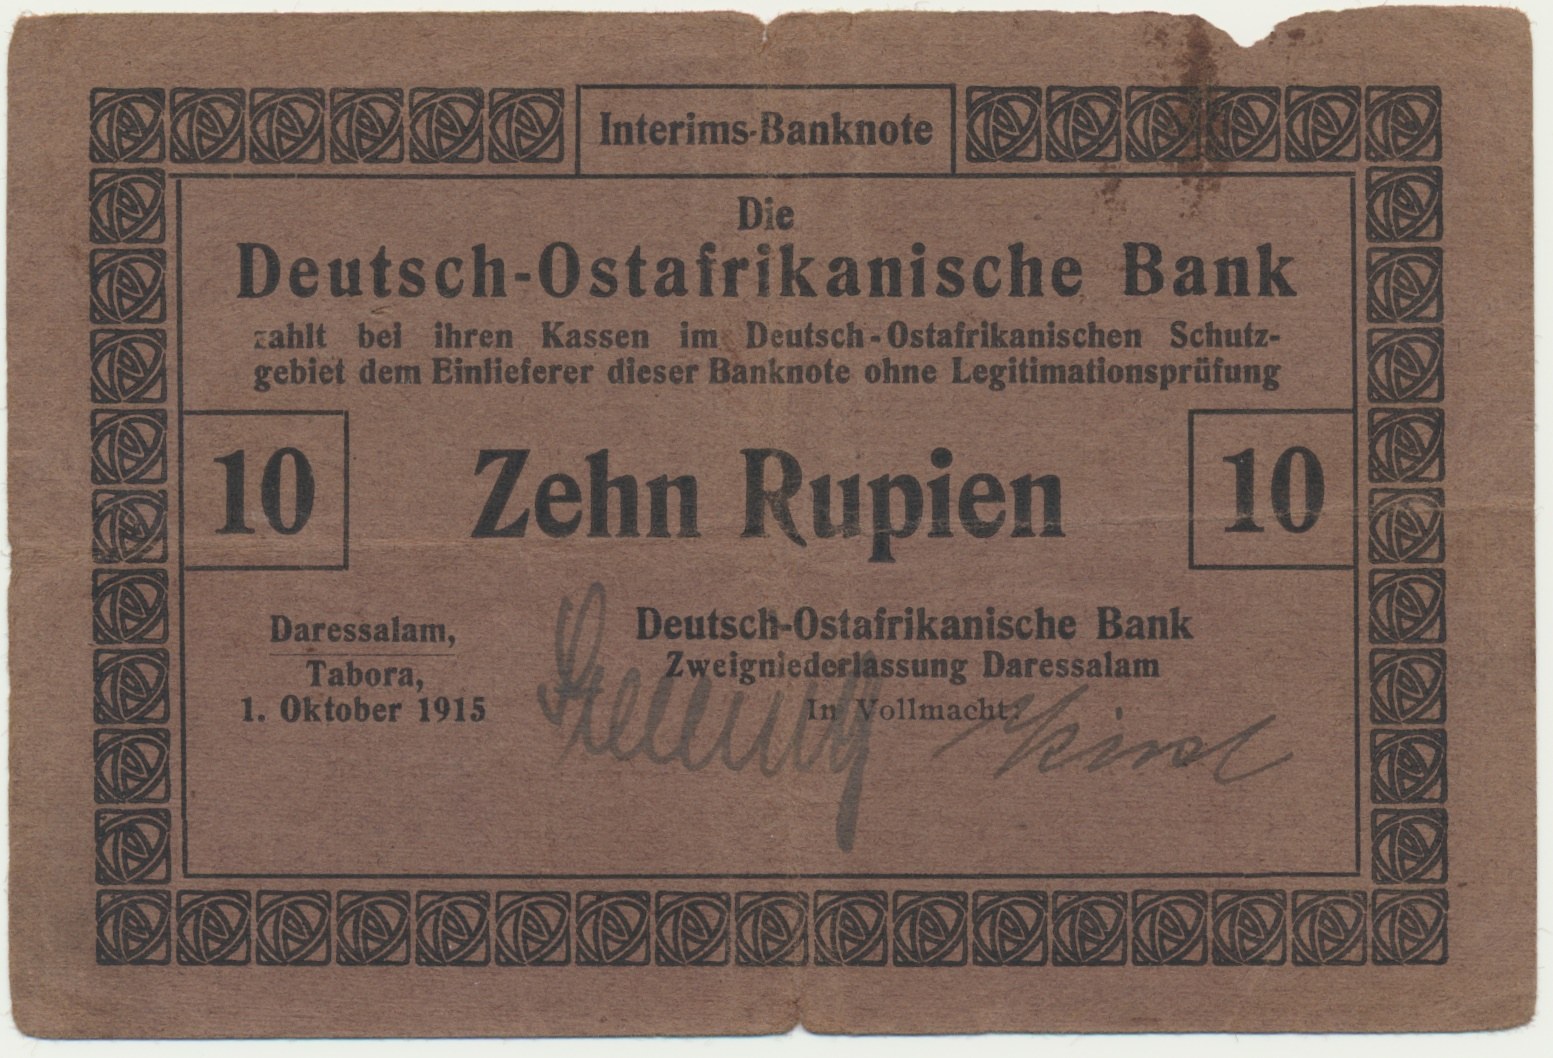 Interims-Banknote
Die
Deutsch-Ostafrikanische Bank
zahlt bei ihren Kassen im Deutsch-Ostafrikanischen Schutz-
gebiet dem Einlieferer dieser Banknote ohne Legitimationsprüfung
10 Zehn Rupien 10
Daressalam,
Tabora,
1. Oktober 1915
Deutsch-Ostafrikanische Bank
Zweigniederlassung Daressalam
In Vollmacht: